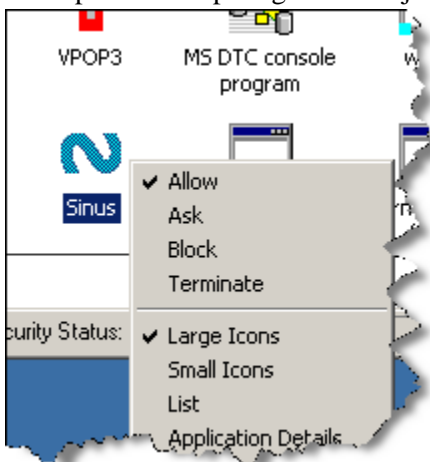 VPOP3
MS DTC console
program
Sinus
Allow
Ask
Block
Terminate
curity Status:
Large Icons
Small Icons
List
Application Details